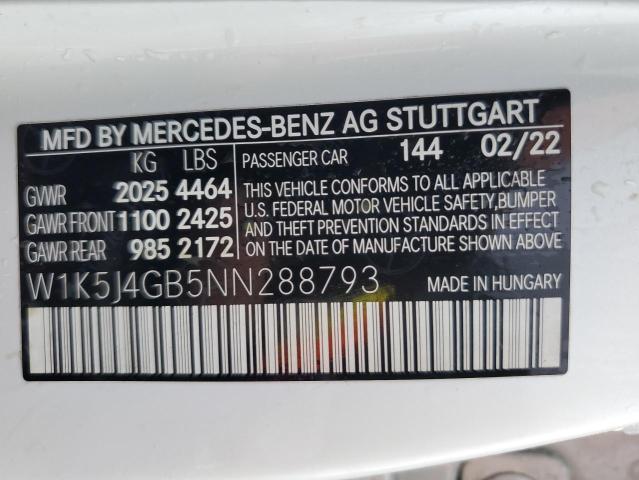 MFD BY MERCEDES-BENZ AG STUTTGART
KG LBS
GVWR 2025 4464
GAWR FRONT 1100 2425
GAWR REAR 985 2172
PASSENGER CAR 144 02/22
THIS VEHICLE CONFORMS TO ALL APPLICABLE
U.S. FEDERAL MOTOR VEHICLE SAFETY,BUMPER
AND THEFT PREVENTION STANDARDS IN EFFECT
ON THE DATE OF MANUFACTURE SHOWN ABOVE
W1K5J4GB5NN288793
MADE IN HUNGARY